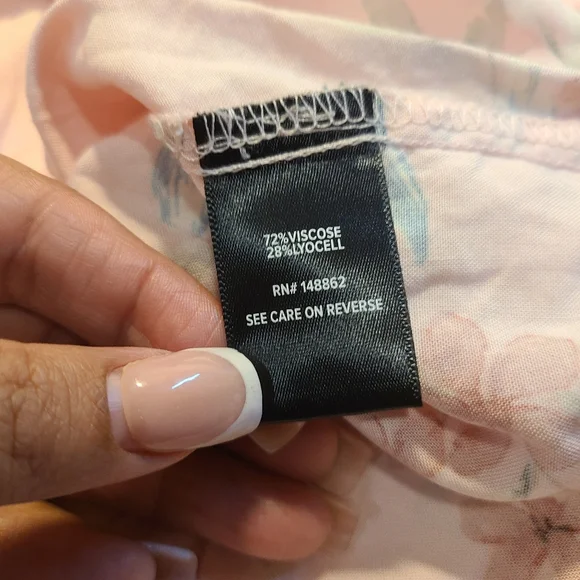 72%VISCOSE
28%LYOCELL
RN# 148862
SEE CARE ON REVERSE